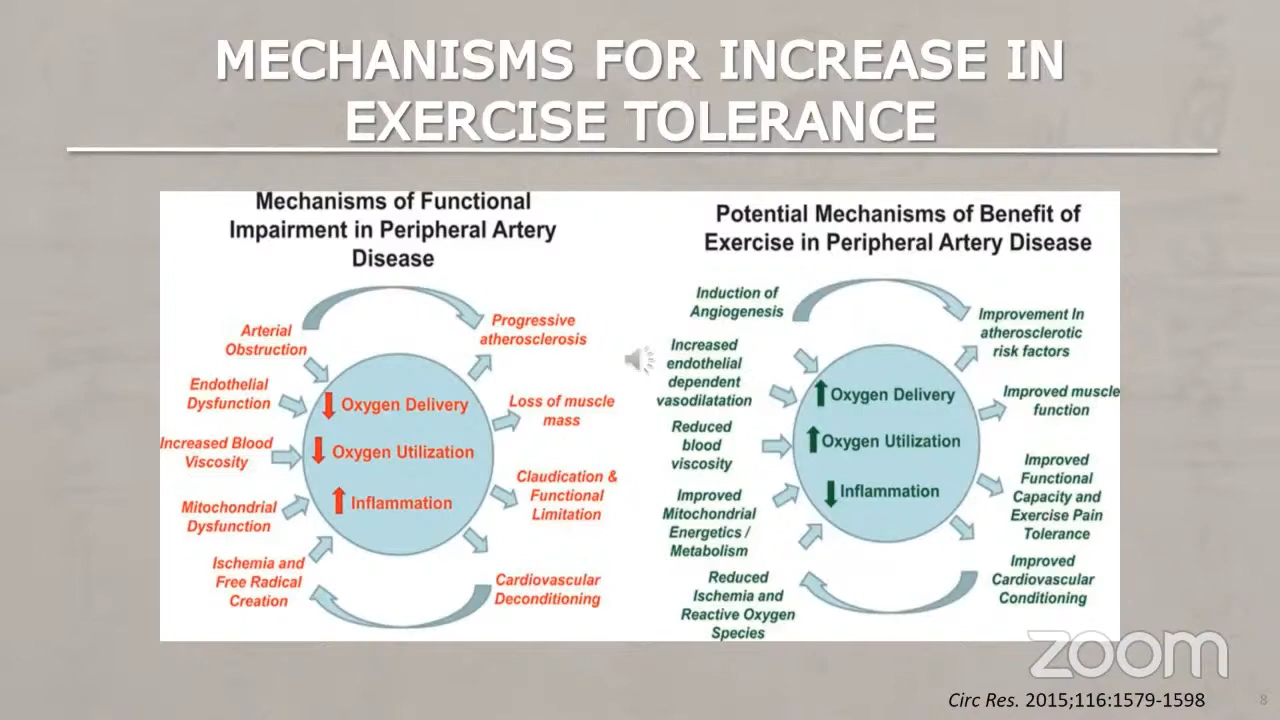 MECHANISMS FOR INCREASE IN
EXERCISE TOLERANCE
Mechanisms of Functional
Impairment in Peripheral Artery
Disease
Arterial
Obstruction
Endothelial
Dysfunction
Increased Blood
Viscosity
Mitochondrial
Dysfunction
Ischemia and
Free Radical
Creation
Oxygen Delivery
Oxygen Utilization
Inflammation
Progressive
atherosclerosis
Loss of muscle
mass
Claudication &
Functional
Limitation
Cardiovascular
Deconditioning
Potential Mechanisms of Benefit of
Exercise in Peripheral Artery Disease
Induction of
Angiogenesis
Increased
endothelial
dependent
vasodilatation
Reduced
blood
viscosity
Improved
Mitochondrial
Energetics /
Metabolism
Reduced
Ischemia and
Reactive Oxygen
Species
Oxygen Delivery
Oxygen Utilization
Inflammation
Improvement In
atherosclerotic
risk factors
Improved muscle
function
Improved
Functional
Capacity and
Exercise Pain
Tolerance
Improved
Cardiovascular
Conditioning
zoom
Circ Res. 2015;116:1579-1598
8